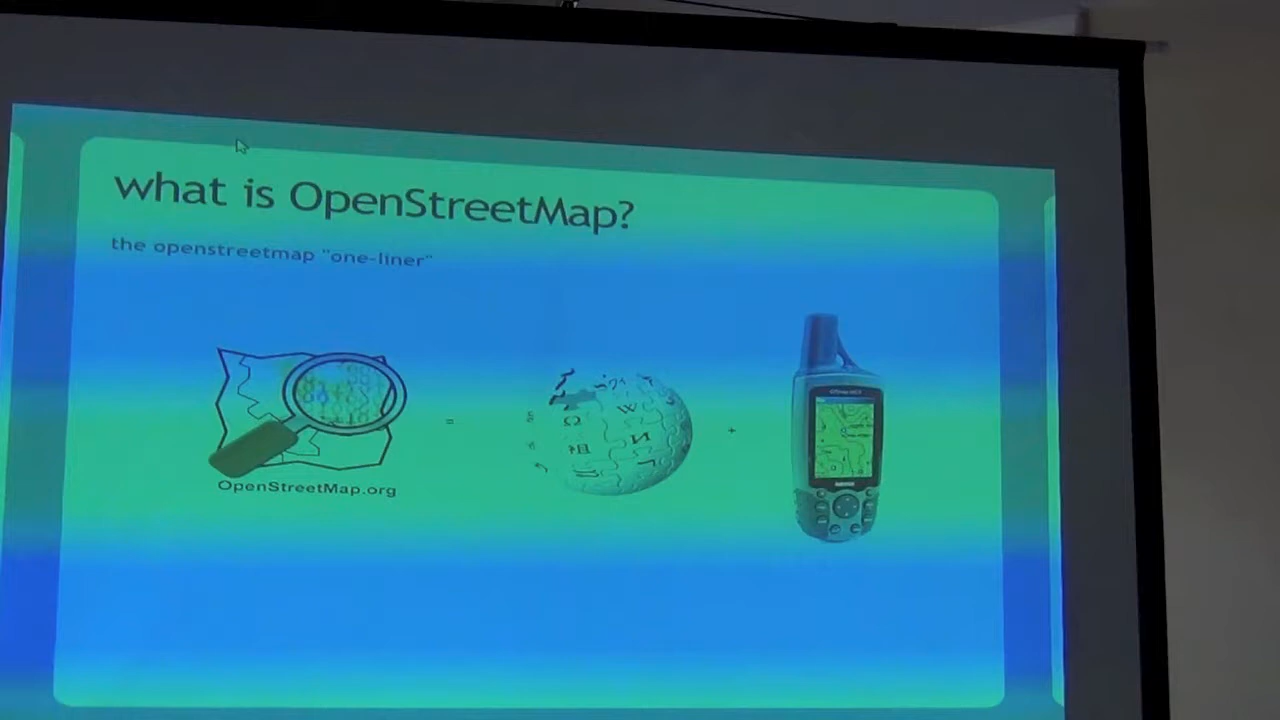 what is OpenStreetMap?
the openstreetmap "one-liner"
= +
Ω W
И
OpenStreetMap.org